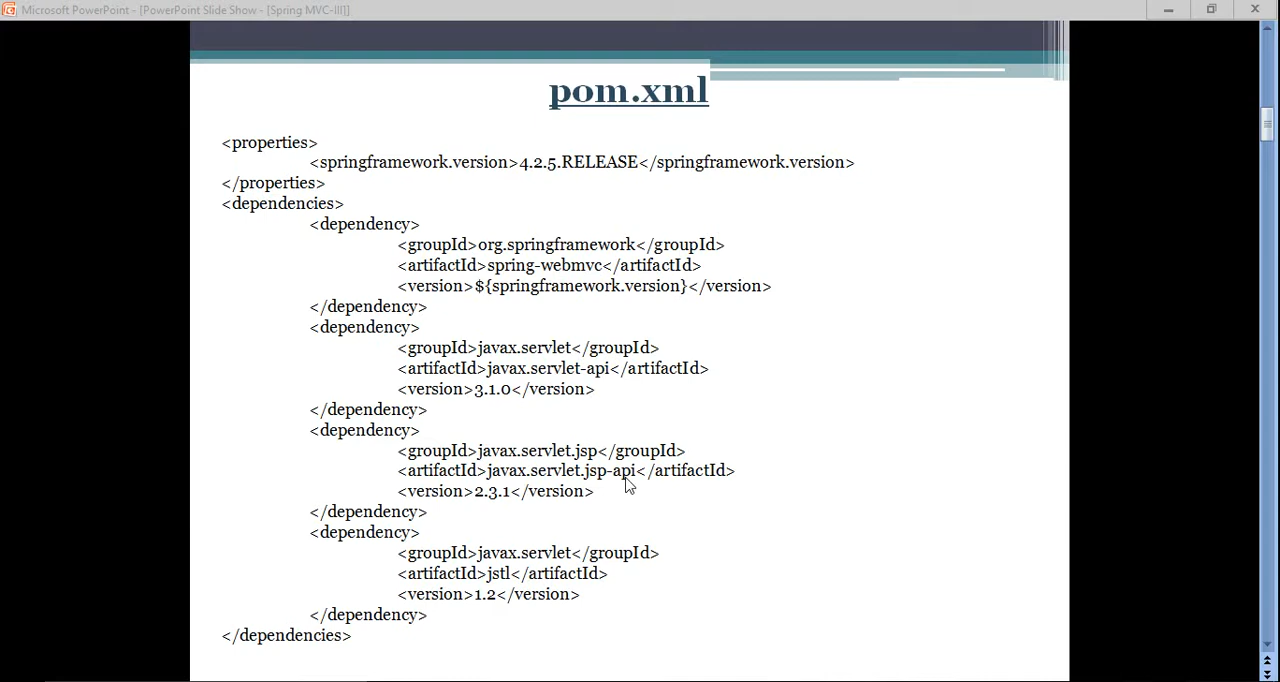 Microsoft PowerPoint - [PowerPoint Slide Show - [Spring MVC-III]]
pom.xml
<properties>
<springframework.version>4.2.5.RELEASE</springframework.version>
</properties>
<dependencies>
<dependency>
<groupId>org.springframework</groupId>
<artifactId>spring-webmvc</artifactId>
<version>${springframework.version}</version>
</dependency>
<dependency>
<groupId>javax.servlet</groupId>
<artifactId>javax.servlet-api</artifactId>
<version>3.1.0</version>
</dependency>
<dependency>
<groupId>javax.servlet.jsp</groupId>
<artifactId>javax.servlet.jsp-api</artifactId>
<version>2.3.1</version>
</dependency>
<dependency>
<groupId>javax.servlet</groupId>
<artifactId>jstl</artifactId>
<version>1.2</version>
</dependency>
</dependencies>